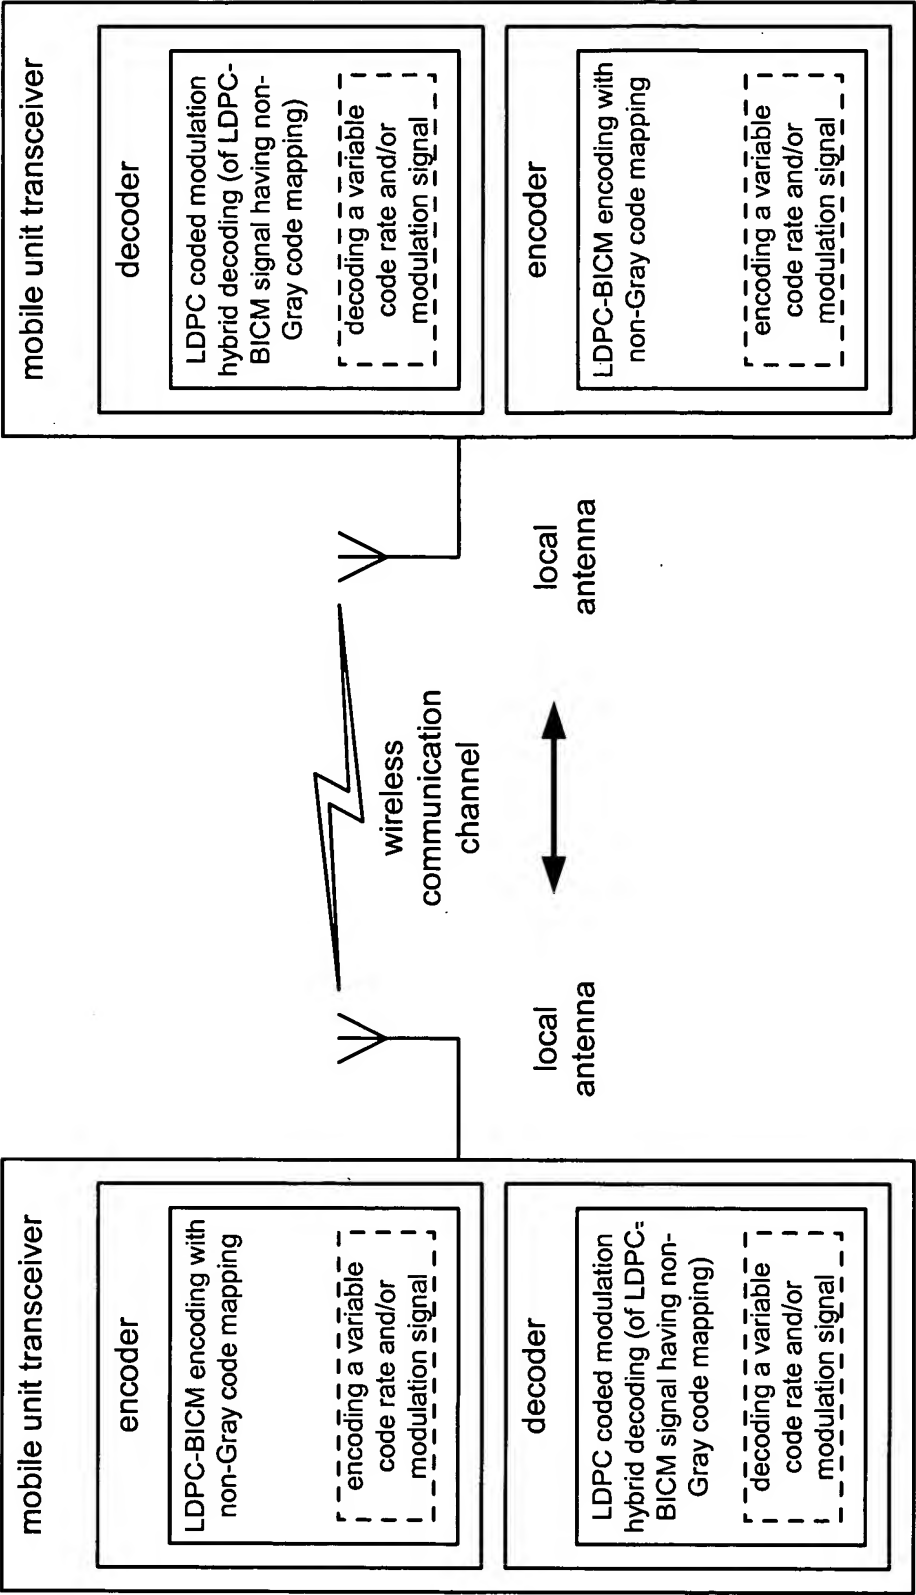 mobile unit transceiver
encoder
LDPC-BICM encoding with
non-Gray code mapping
encoding a variable
code rate and/or
modulation signal
decoder
LDPC coded modulation
hybrid decoding (of LDPC-
BICM signal having non-
Gray code mapping)
decoding a variable
code rate and/or
modulation signal
local
antenna
wireless
communication
channel
local
antenna
mobile unit transceiver
decoder
LDPC coded modulation
hybrid decoding (of LDPC-
BICM signal having non-
Gray code mapping)
decoding a variable
code rate and/or
modulation signal
encoder
LDPC-BICM encoding with
non-Gray code mapping
encoding a variable
code rate and/or
modulation signal